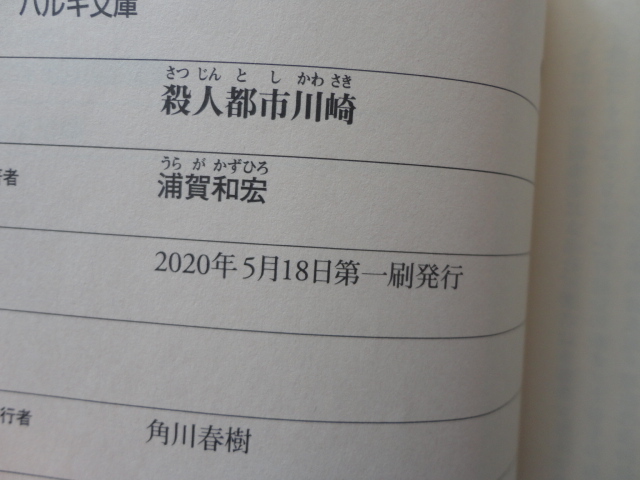 ハルキ文庫
さつ じん と し かわ さき
殺人都市川崎
うら が かずひろ
著者 浦賀和宏
2020年5月18日第一刷発行
行者 角川春樹